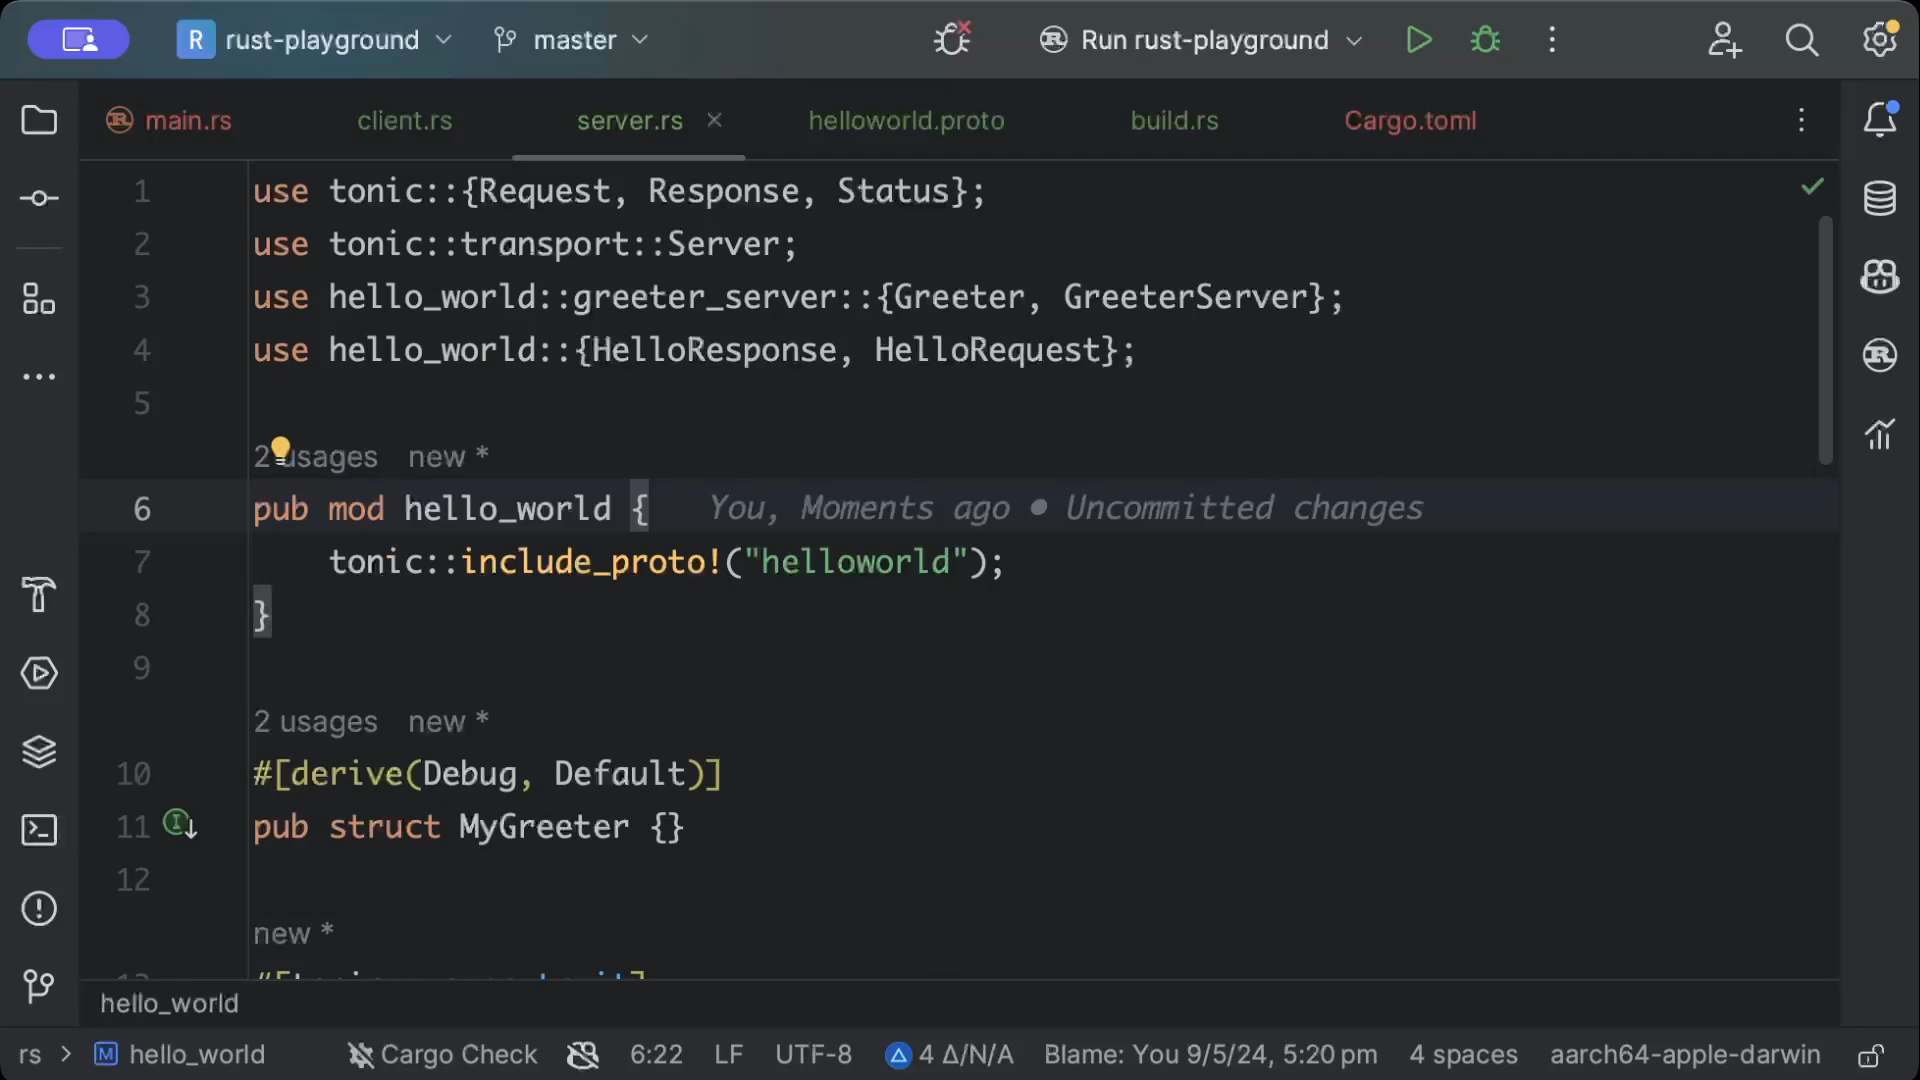 R rust-playground master Run rust-playground
main.rs client.rs server.rs helloworld.proto build.rs Cargo.toml
1 use tonic::{Request, Response, Status};
2 use tonic::transport::Server;
3 use hello_world::greeter_server::{Greeter, GreeterServer};
4 use hello_world::{HelloResponse, HelloRequest};
5
2 usages new *
6 pub mod hello_world { You, Moments ago • Uncommitted changes
7 tonic::include_proto!("helloworld");
8 }
9
2 usages new *
10 #[derive(Debug, Default)]
11 pub struct MyGreeter {}
12
new *
hello_world
rs > M hello_world Cargo Check 6:22 LF UTF-8 4 Δ/N/A Blame: You 9/5/24, 5:20 pm 4 spaces aarch64-apple-darwin